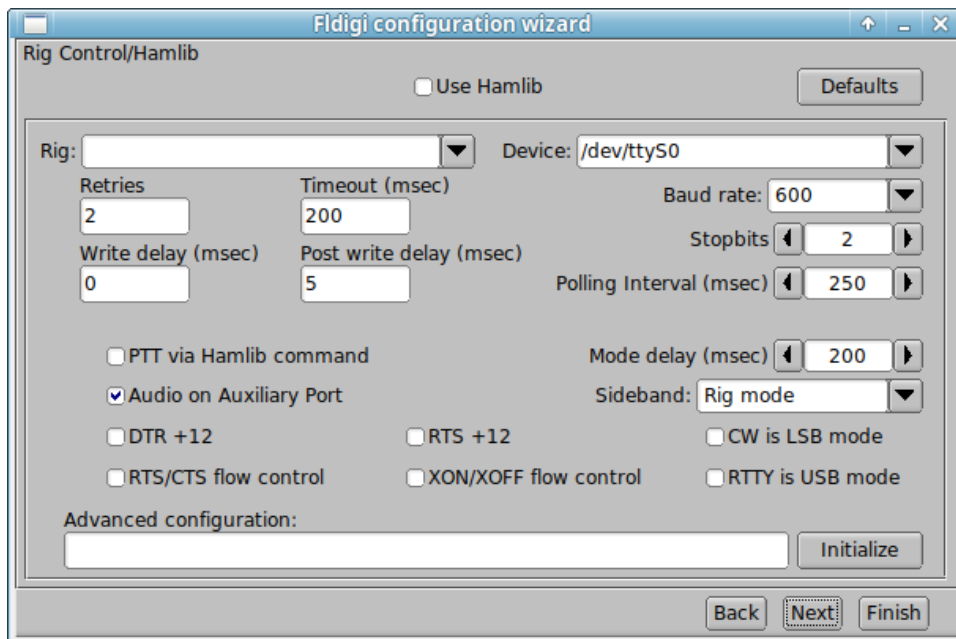 Fldigi configuration wizard
Rig Control/Hamlib
Use Hamlib
Defaults
Rig:
Device: /dev/ttyS0
Retries
Timeout (msec)
2
200
Baud rate: 600
Stopbits 2
Write delay (msec)
Post write delay (msec)
0
5
Polling Interval (msec) 250
PTT via Hamlib command
Mode delay (msec) 200
Audio on Auxiliary Port
Sideband: Rig mode
DTR +12
RTS +12
CW is LSB mode
RTS/CTS flow control
XON/XOFF flow control
RTTY is USB mode
Advanced configuration:
Initialize
Back
Next
Finish